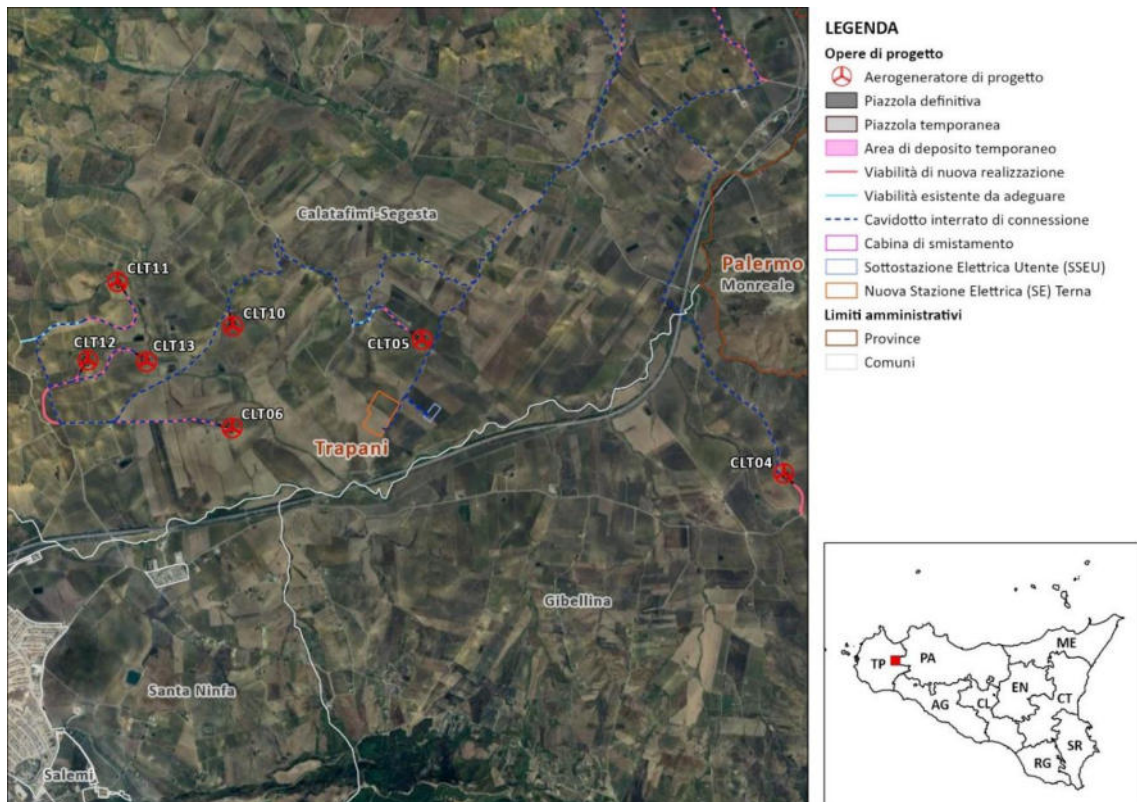 Calatafimi-Segesta
CLT11
Palermo
Monreale
CLT10
CLT05
CLT12
CLT13
CLT06
Trapani
CLT04
Gibellina
Santa Ninfa
Salemi
LEGENDA
Opere di progetto
Aerogeneratore di progetto
Piazzola definitiva
Piazzola temporanea
Area di deposito temporaneo
Viabilità di nuova realizzazione
Viabilità esistente da adeguare
Cavidotto interrato di connessione
Cabina di smistamento
Sottostazione Elettrica Utente (SSEU)
Nuova Stazione Elettrica (SE) Terna
Limiti amministrativi
Province
Comuni
ME
TP
PA
EN
CT
AG
CL
SR
RG